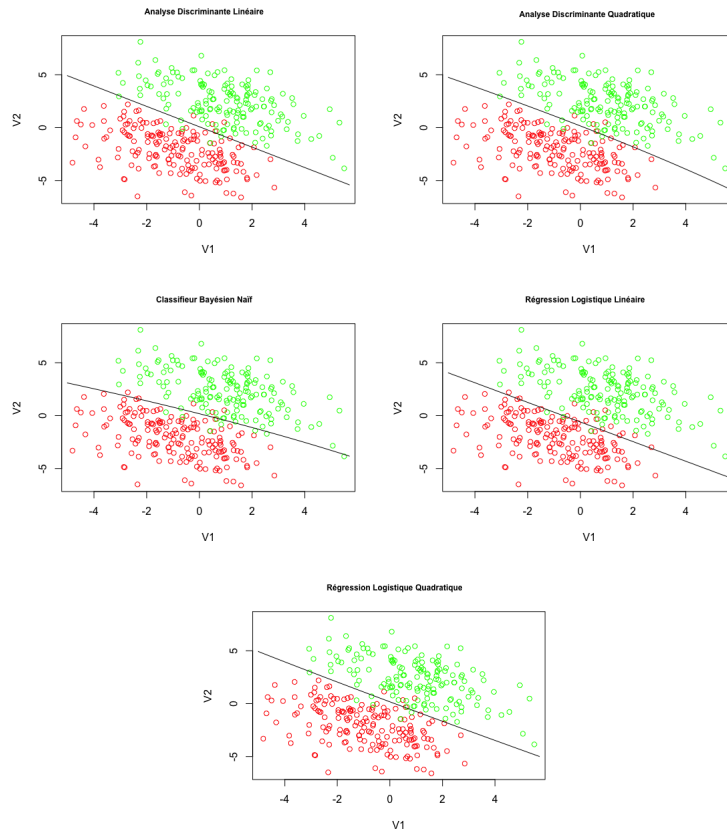 Analyse Discriminante Linéaire
V2
5
0
-5
-4
-2
0
2
4
V1
Analyse Discriminante Quadratique
V2
5
0
-5
-4
-2
0
2
4
V1
Classifieur Bayésien Naïf
V2
5
0
-5
-4
-2
0
2
4
V1
Régression Logistique Linéaire
V2
5
0
-5
-4
-2
0
2
4
V1
Régression Logistique Quadratique
V2
5
0
-5
-4
-2
0
2
4
V1